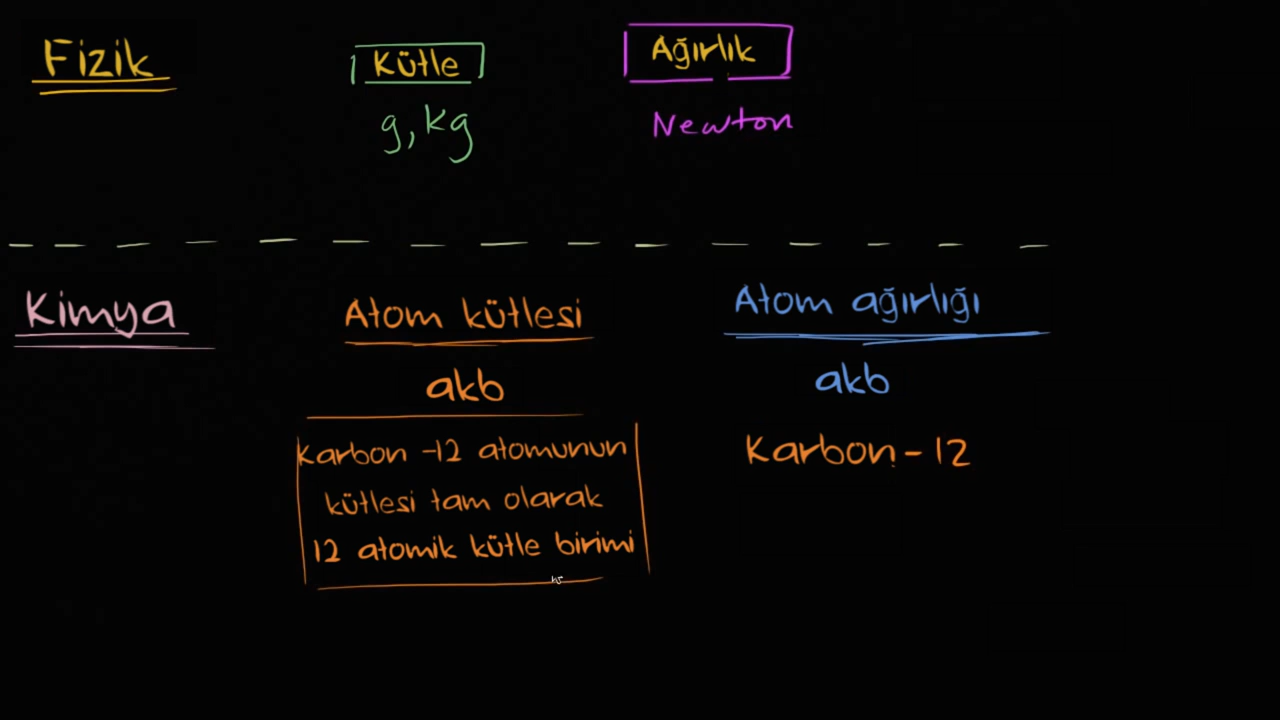 Fizik
Kütle
Ağırlık
g, kg
Newton
Kimya
Atom kütlesi
Atom ağırlığı
akb
akb
Karbon -12 atomunun
kütlesi tam olarak
12 atomik kütle birimi
Karbon - 12